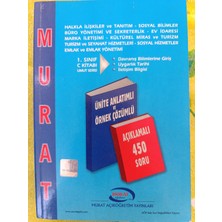 MURAT
HALKLA İLİŞKİLER ve TANITIM - SOSYAL BİLİMLER
BÜRO YÖNETİMİ VE SEKRETERLİK - EV İDARESİ
MARKA İLETİŞİMİ - KÜLTÜREL MİRAS ve TURİZM
TURİZM ve SEYAHAT HİZMETLERİ - SOSYAL HİZMETLER
EMLAK ve EMLAK YÖNETİMİ
1. SINIF
C KİTABI
• Davranış Bilimlerine Giriş
• Uygarlık Tarihi
• İletişim Bilgisi
ÜNİTE ANLATIMLI
ve
ÖRNEK ÇÖZÜMLÜ
AÇIKLAMALI
450
SORU
MURAT AÇIKÖĞRETİM YAYINLARI